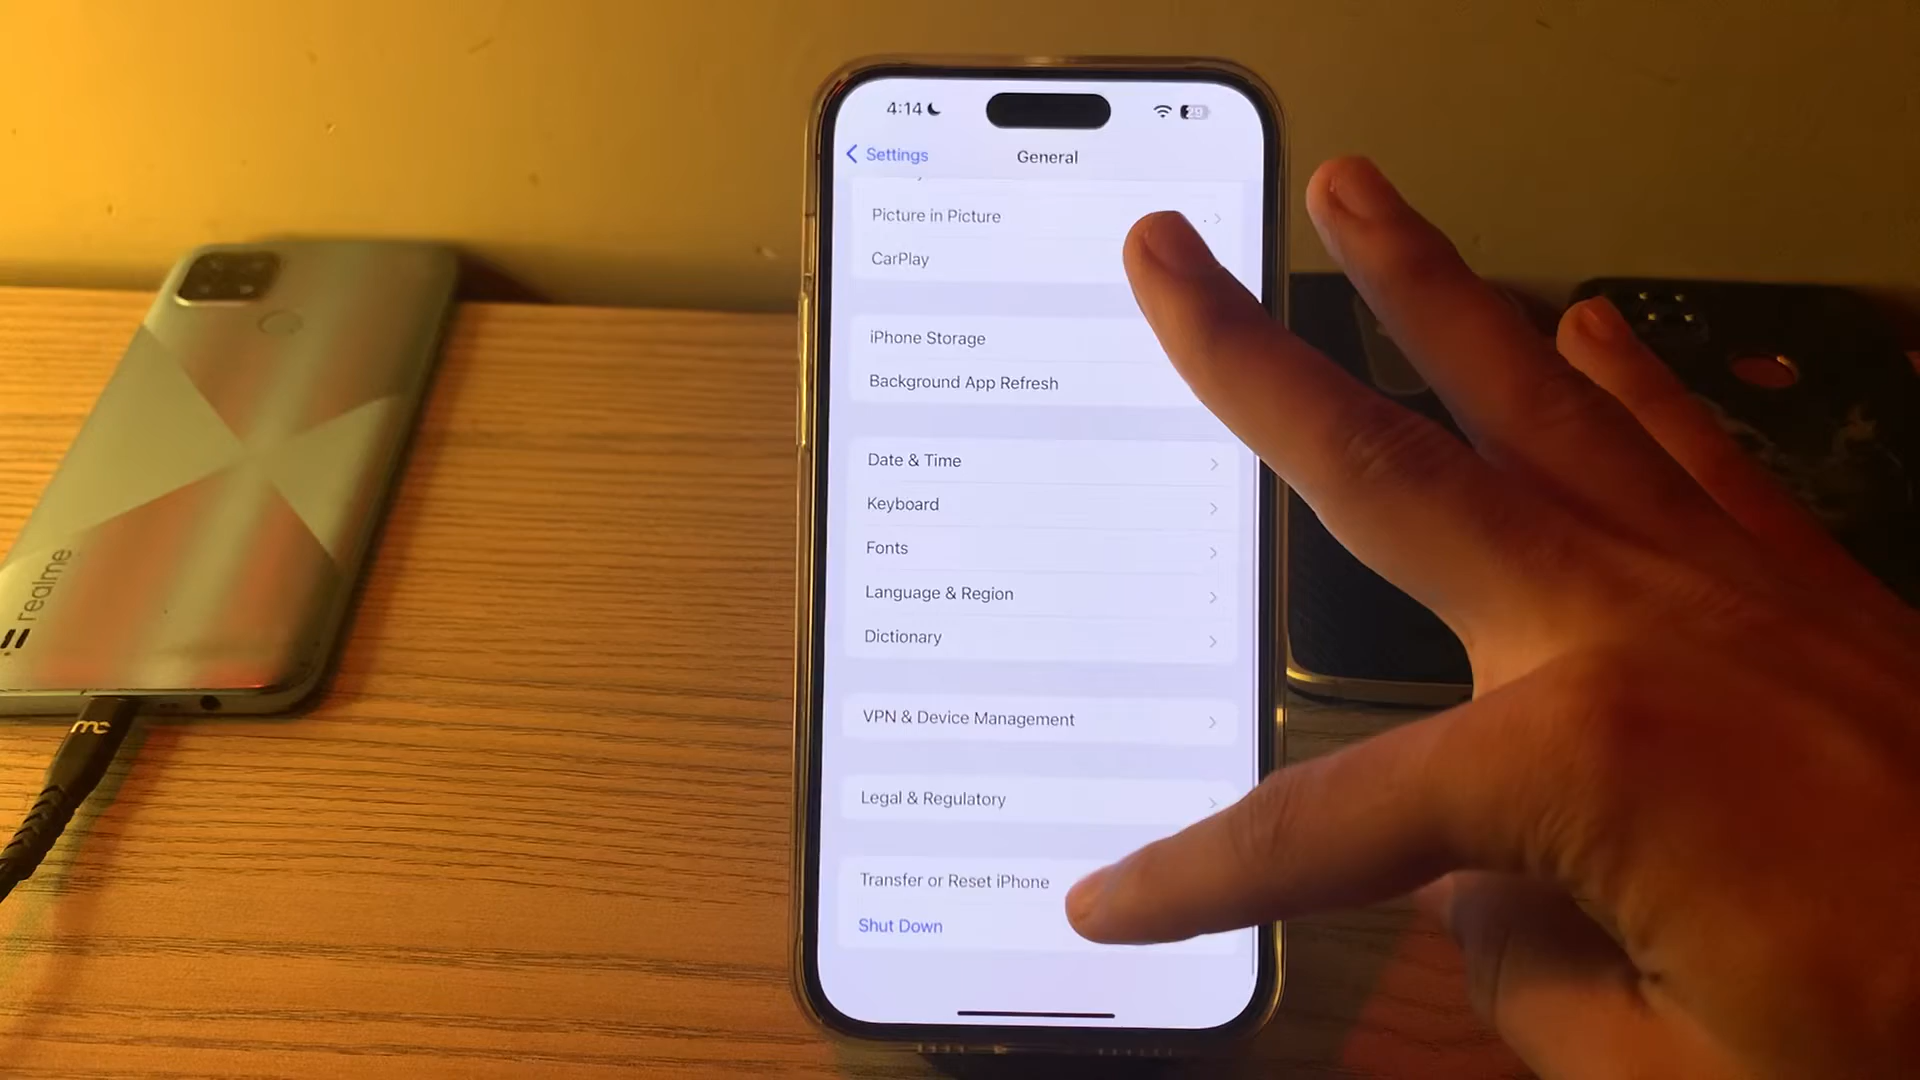 4:14
29
Settings
General
Picture in Picture
CarPlay
iPhone Storage
Background App Refresh
Date & Time
Keyboard
Fonts
Language & Region
Dictionary
VPN & Device Management
Legal & Regulatory
Transfer or Reset iPhone
Shut Down
realme